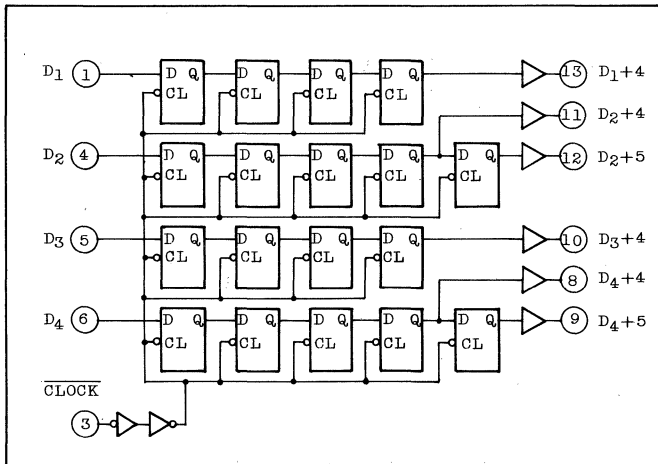 D1 1 D Q D Q D Q D Q 13 D1+4
CL CL CL CL
11 D2+4
D2 4 D Q D Q D Q D Q D Q 12 D2+5
CL CL CL CL CL
D3 5 D Q D Q D Q D Q 10 D3+4
CL CL CL CL
8 D4+4
D4 6 D Q D Q D Q D Q D Q 9 D4+5
CL CL CL CL CL
CLOCK
3